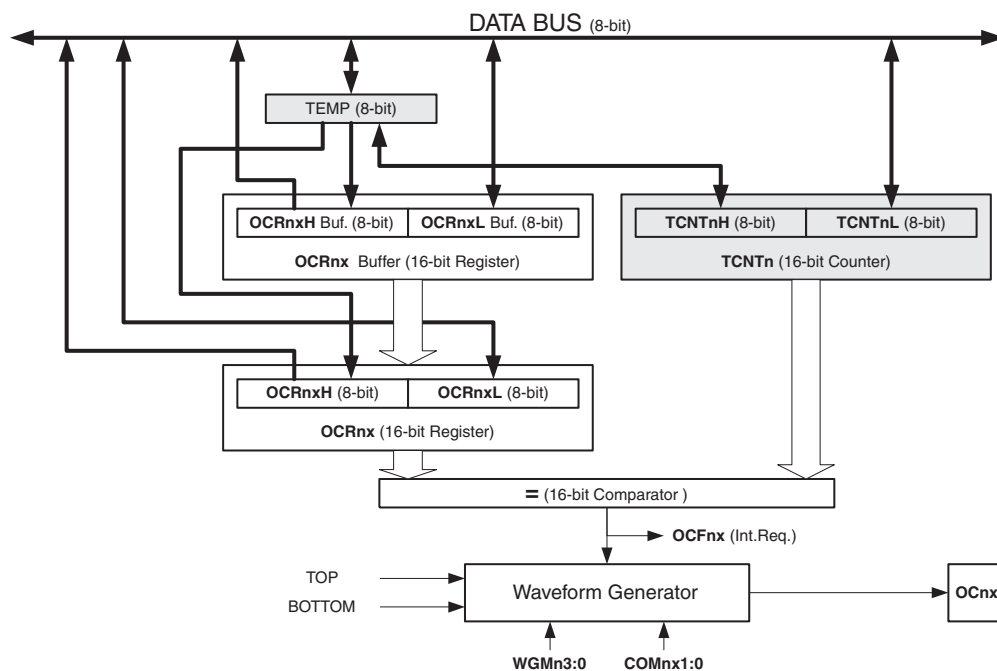 DATA BUS (8-bit)
TEMP (8-bit)
OCRnxH Buf. (8-bit)
OCRnxL Buf. (8-bit)
TCNTnH (8-bit)
TCNTnL (8-bit)
OCRnx Buffer (16-bit Register)
TCNTn (16-bit Counter)
OCRnxH (8-bit)
OCRnxL (8-bit)
OCRnx (16-bit Register)
= (16-bit Comparator )
OCFnx (Int.Req.)
TOP
BOTTOM
Waveform Generator
OCnx
WGMn3:0
COMnx1:0